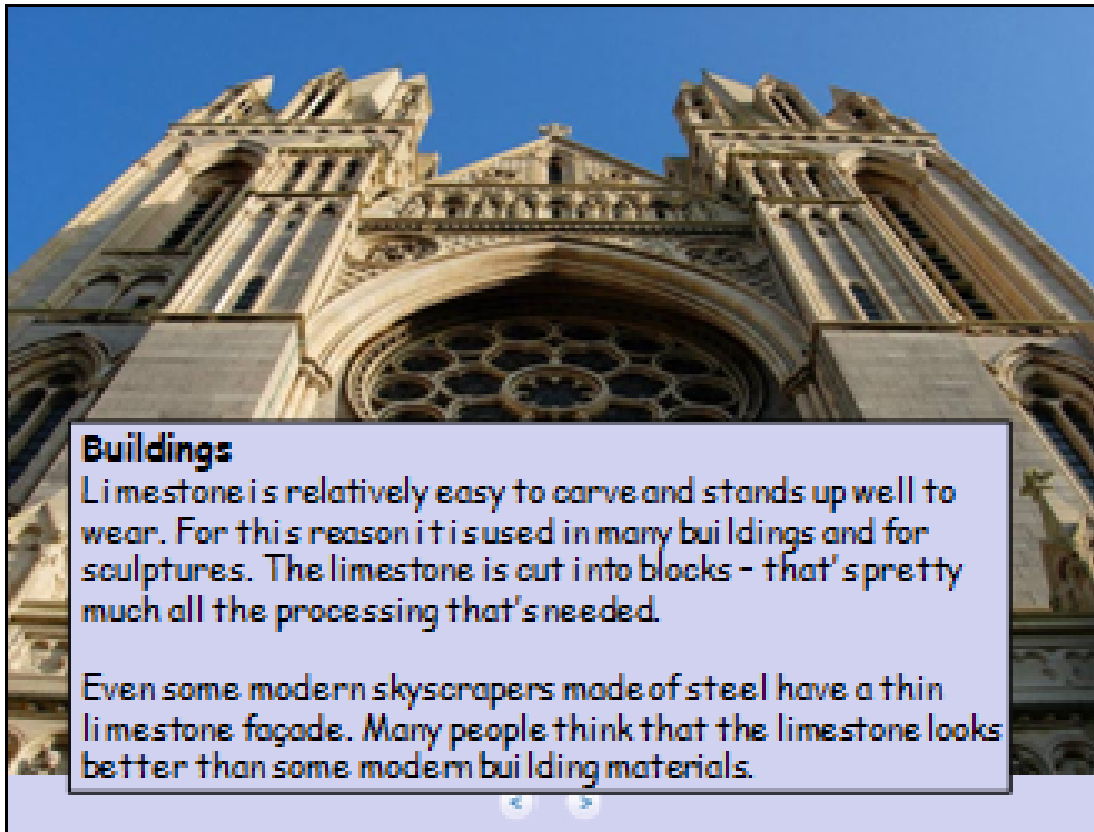 Buildings
Limestone is relatively easy to carve and stands up well to
wear. For this reason it is used in many buildings and for
sculptures. The limestone is cut into blocks – that's pretty
much all the processing that's needed.
Even some modern skyscrapers made of steel have a thin
limestone façade. Many people think that the limestone looks
better than some modern building materials.
< >